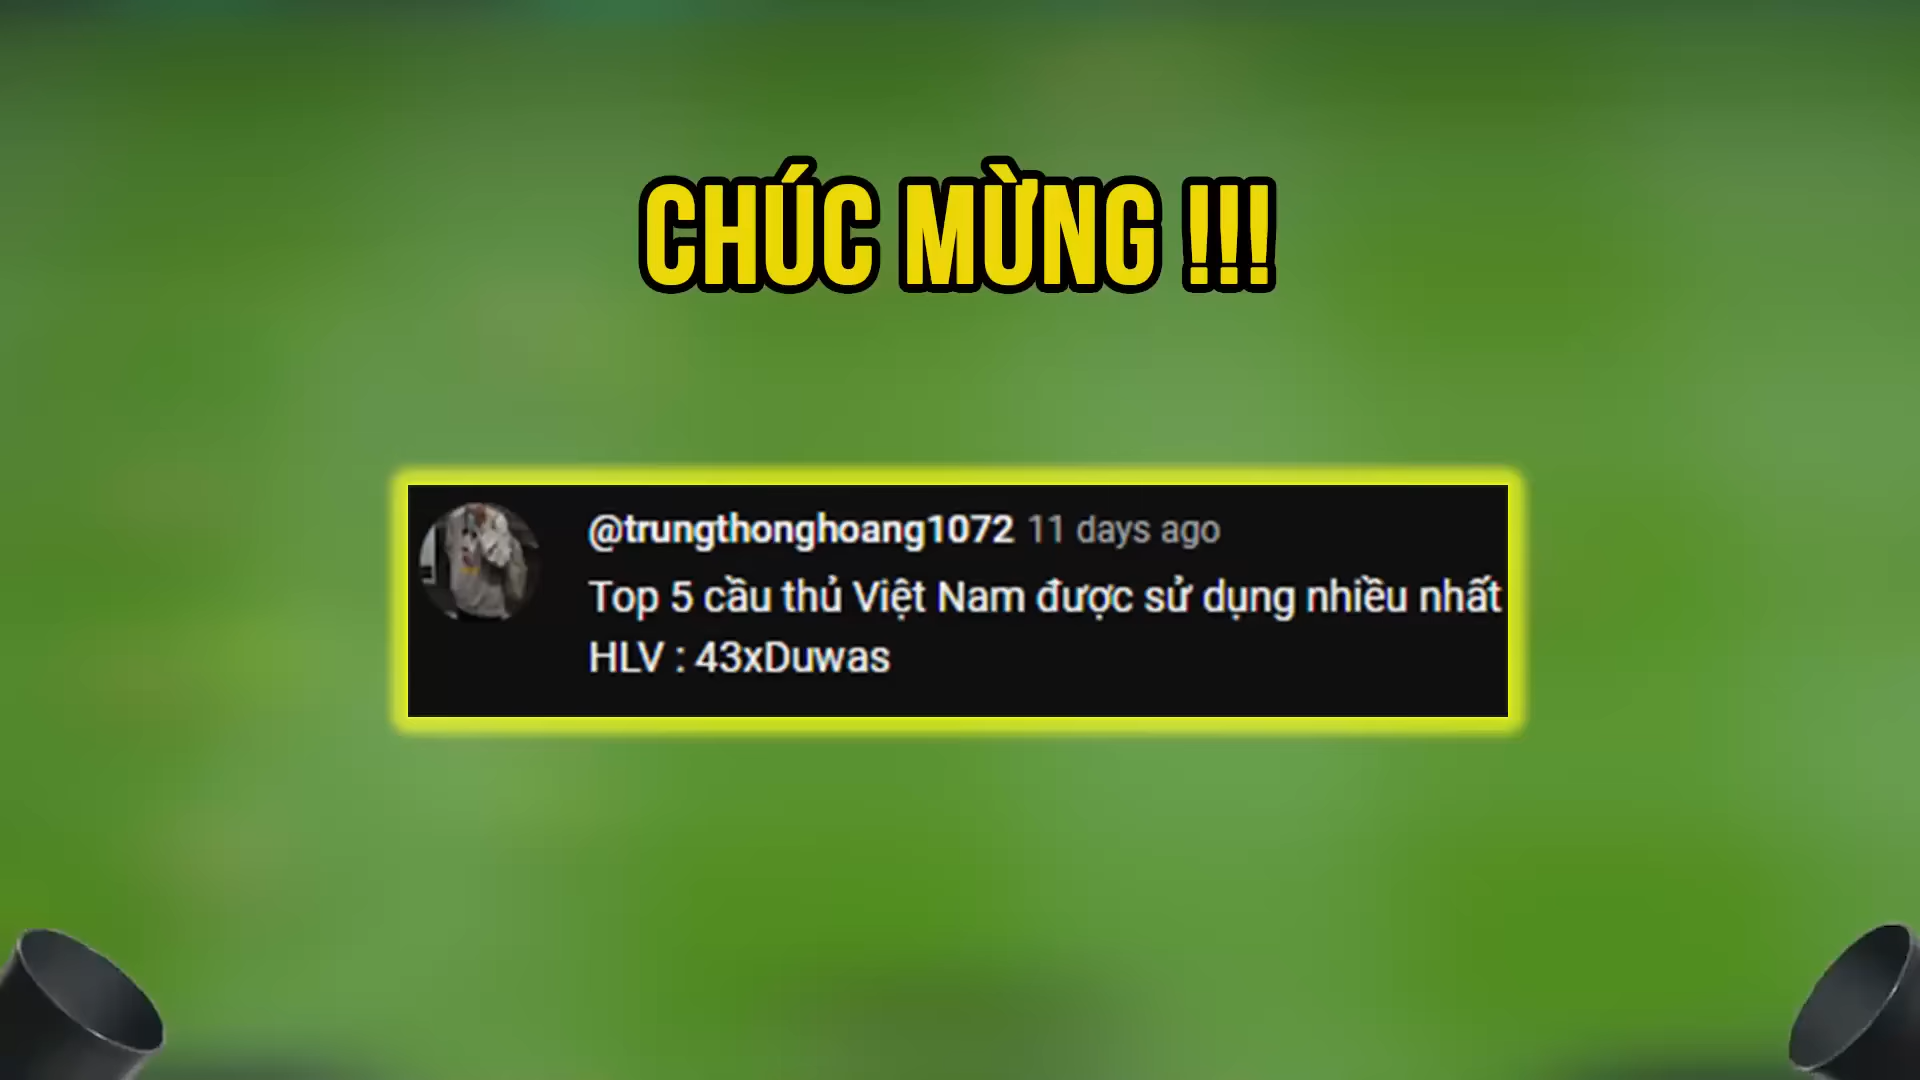 CHÚC MỪNG !!!
@trungthonghoang1072 11 days ago
Top 5 cầu thủ Việt Nam được sử dụng nhiều nhất
HLV : 43xDuwas